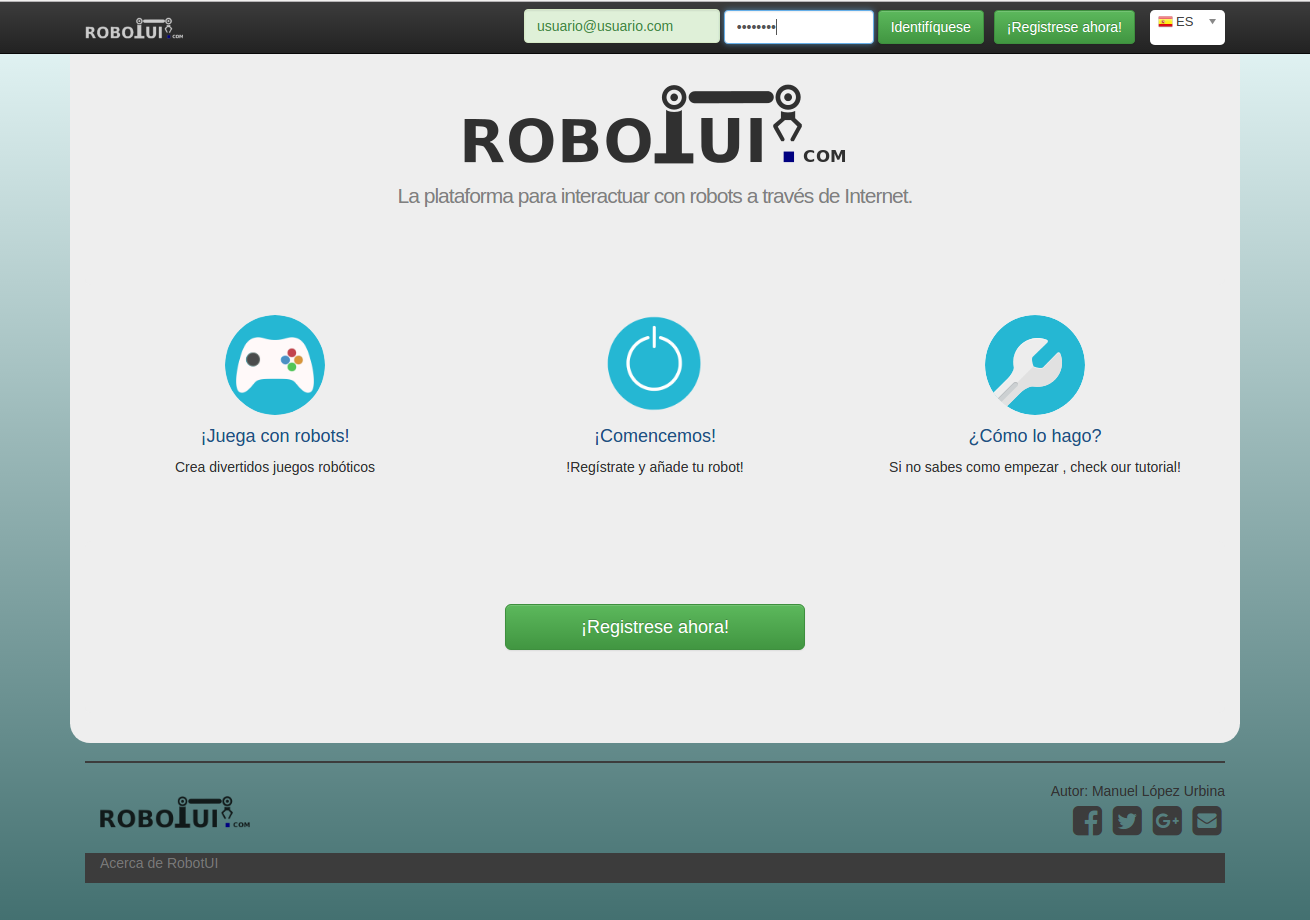 ROBOTUI.COM
usuario@usuario.com
••••••••
Identifíquese
¡Registrese ahora!
ES
ROBOTUI.COM
La plataforma para interactuar con robots a través de Internet.
¡Juega con robots!
Crea divertidos juegos robóticos
¡Comencemos!
!Regístrate y añade tu robot!
¿Cómo lo hago?
Si no sabes como empezar , check our tutorial!
¡Registrese ahora!
Autor: Manuel López Urbina
ROBOTUI.COM
Acerca de RobotUI